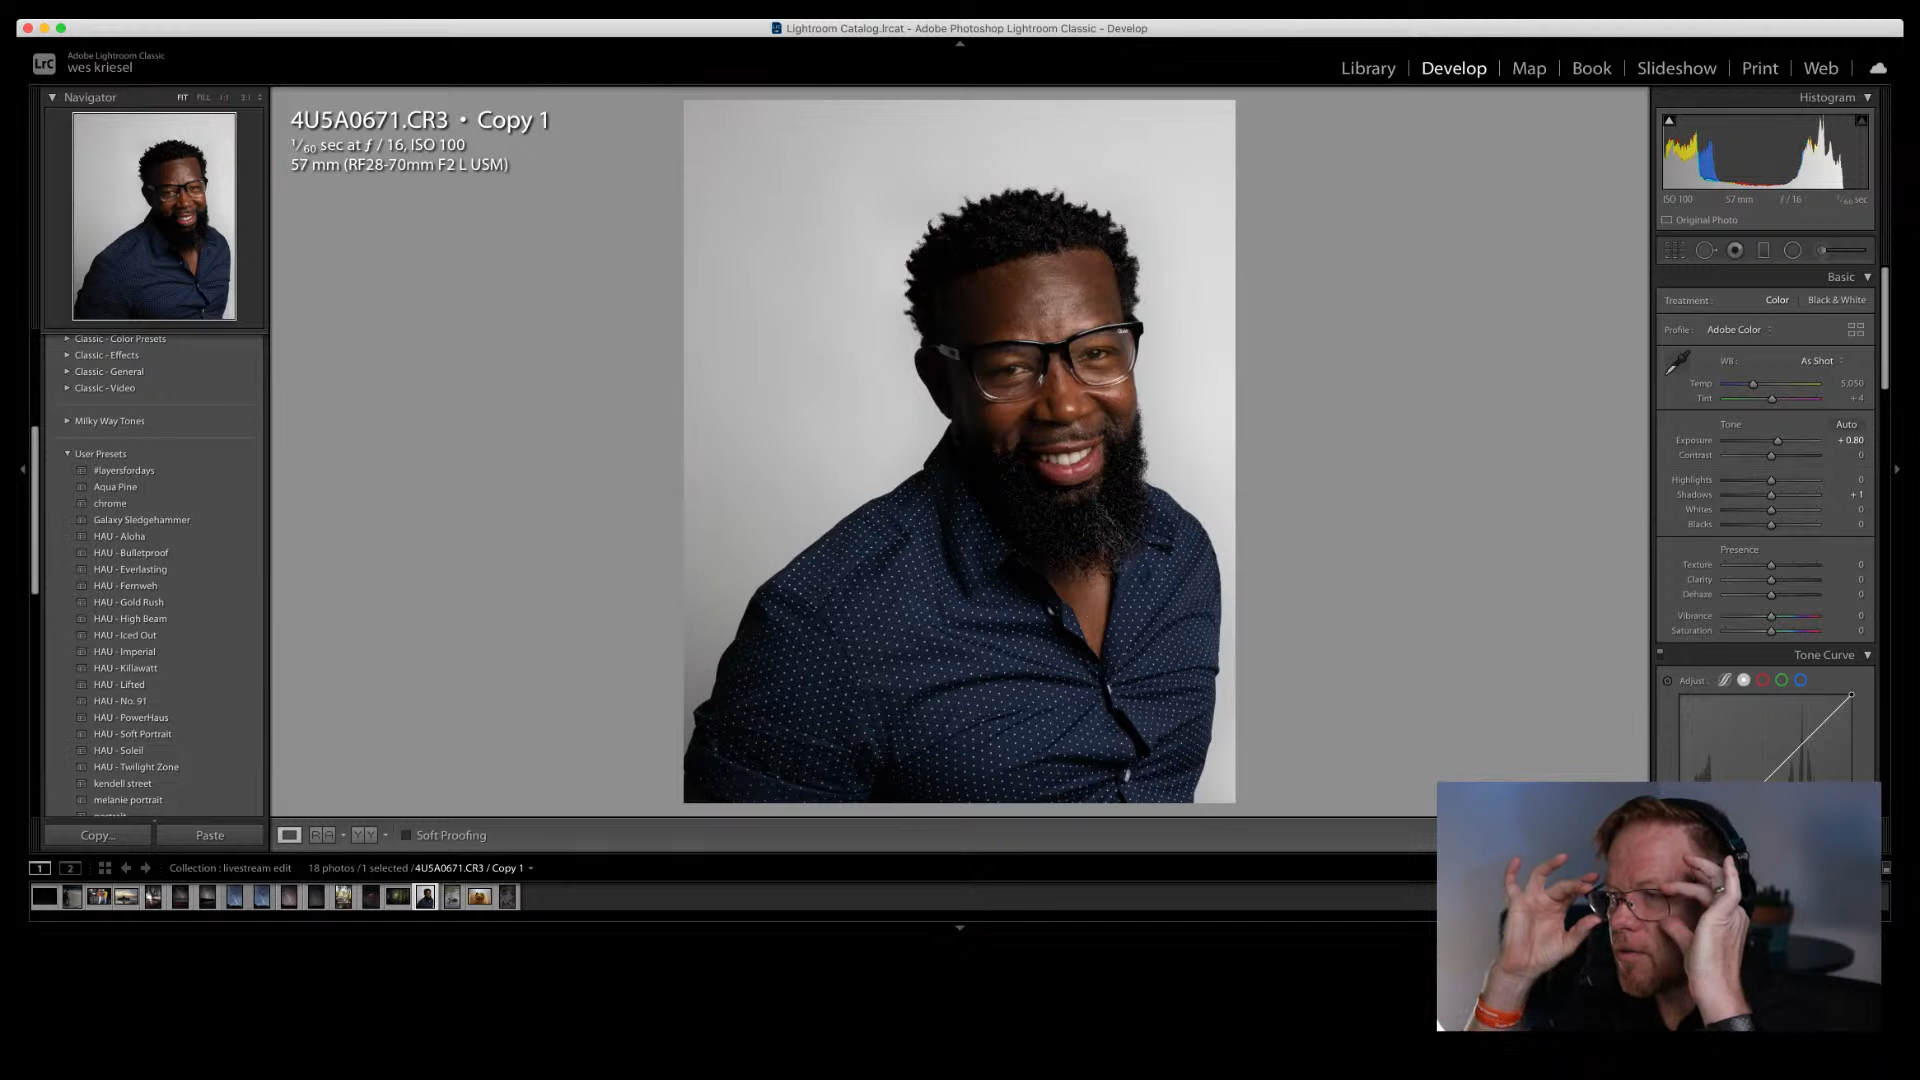 Lightroom Catalog.lrcat - Adobe Photoshop Lightroom Classic - Develop
LrC
Adobe Lightroom Classic
wes kriesel
Library | Develop | Map | Book | Slideshow | Print | Web
Navigator FIT FILL 1:1
4U5A0671.CR3 • Copy 1
1/60 sec at ƒ / 16, ISO 100
57 mm (RF28-70mm F2 L USM)
Classic - Color Presets
Classic - Effects
Classic - General
Classic - Video
Milky Way Tones
User Presets
#layersfordays
Aqua Pine
chrome
Galaxy Sledgehammer
HAU - Aloha
HAU - Bulletproof
HAU - Everlasting
HAU - Fernweh
HAU - Gold Rush
HAU - High Beam
HAU - Iced Out
HAU - Imperial
HAU - Killawatt
HAU - Lifted
HAU - No. 91
HAU - PowerHaus
HAU - Soft Portrait
HAU - Soleil
HAU - Twilight Zone
kendell street
melanie portrait
Copy... Paste
Histogram
ISO 100 57 mm ƒ / 16 1/60 sec
Original Photo
Basic
Treatment : Color | Black & White
Profile : Adobe Color
WB : As Shot
Temp 5,050
Tint + 4
Tone Auto
Exposure + 0.80
Contrast 0
Highlights 0
Shadows + 1
Whites 0
Blacks 0
Presence
Texture 0
Clarity 0
Dehaze 0
Vibrance 0
Saturation 0
Tone Curve
Adjust :
R A Y Y Soft Proofing
1 2 Collection : livestream edit 18 photos / 1 selected / 4U5A0671.CR3 / Copy 1